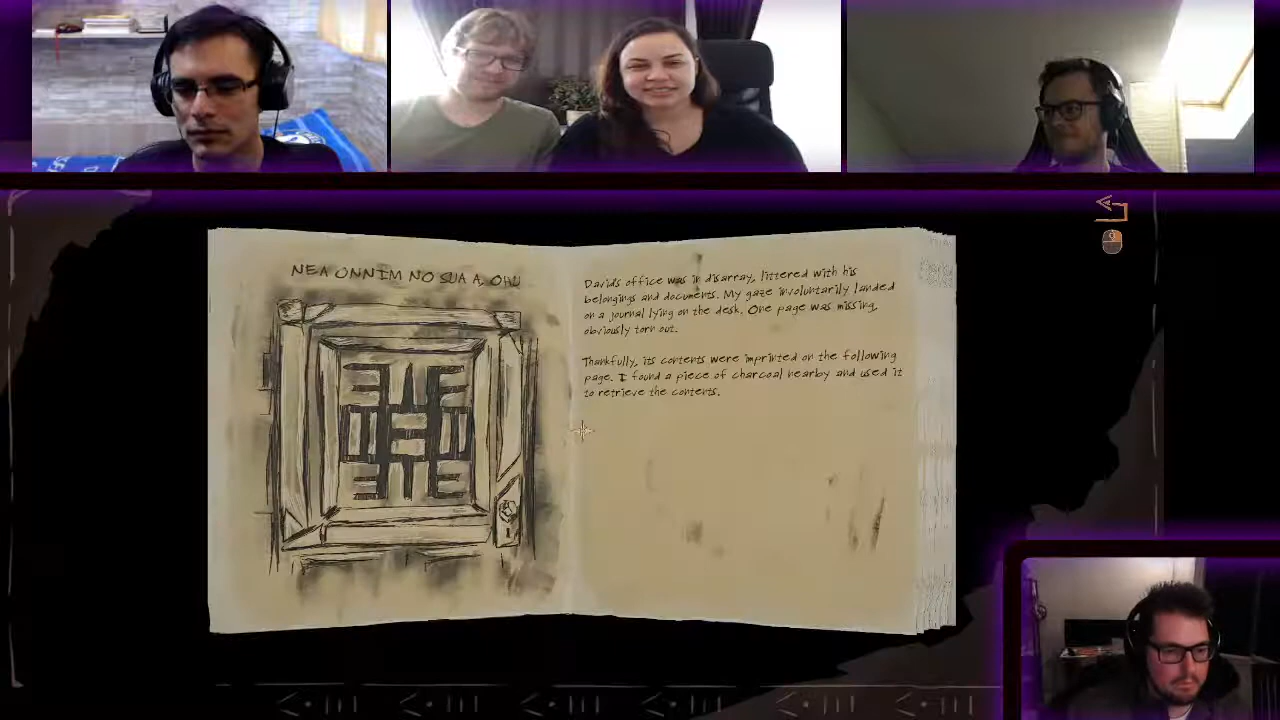 NEA ONNIM NO SUA A, OHU
Davids office was in disarray, littered with his
belongings and documents. My gaze involuntarily landed
on a journal lying on the desk. One page was missing,
obviously torn out.
Thankfully, its contents were imprinted on the following
page. I found a piece of charcoal nearby and used it
to retrieve the contents.